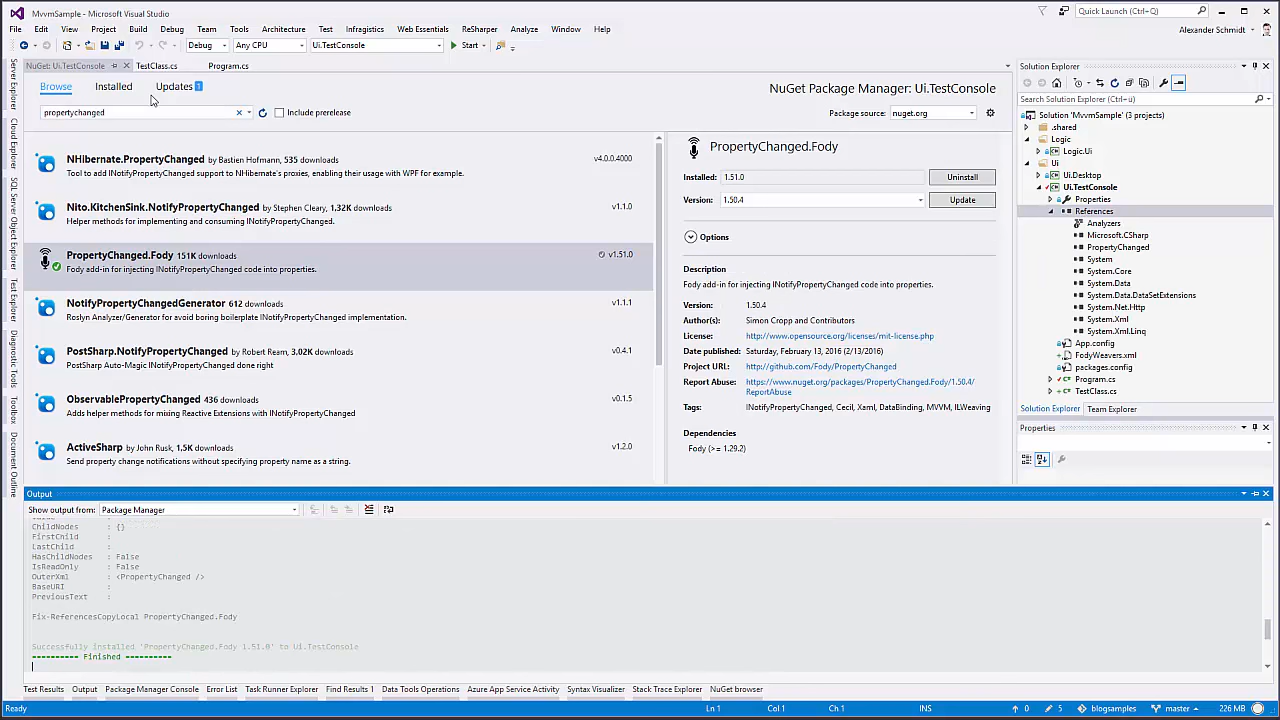 MvvmSample - Microsoft Visual Studio
Quick Launch (Ctrl+Q)
File Edit View Project Build Debug Team Tools Architecture Test Infragistics Web Essentials ReSharper Analyze Window Help
Alexander Schmidt
Debug Any CPU Ui.TestConsole Start
NuGet: Ui.TestConsole TestClass.cs Program.cs
Browse Installed Updates 1
NuGet Package Manager: Ui.TestConsole
propertychanged Include prerelease
Package source: nuget.org
NHibernate.PropertyChanged by Bastien Hofmann, 535 downloads v4.0.0.4000
Tool to add INotifyPropertyChanged support to NHibernate's proxies, enabling their usage with WPF for example.
Nito.KitchenSink.NotifyPropertyChanged by Stephen Cleary, 1.32K downloads v1.1.0
Helper methods for implementing and consuming INotifyPropertyChanged.
PropertyChanged.Fody 151K downloads v1.51.0
Fody add-in for injecting INotifyPropertyChanged code into properties.
NotifyPropertyChangedGenerator 612 downloads v1.1.1
Roslyn Analyzer/Generator for avoid boring boilerplate INotifyPropertyChanged implementation.
PostSharp.NotifyPropertyChanged by Robert Ream, 3.02K downloads v0.4.1
PostSharp Auto-Magic INotifyPropertyChanged done right
ObservablePropertyChanged 436 downloads v0.1.5
Adds helper methods for mixing Reactive Extensions with INotifyPropertyChanged
ActiveSharp by John Rusk, 1.5K downloads v1.2.0
Send property change notifications without specifying property name as a string.
PropertyChanged.Fody
Installed: 1.51.0 Uninstall
Version: 1.50.4 Update
Options
Description
Fody add-in for injecting INotifyPropertyChanged code into properties.
Version: 1.50.4
Author(s): Simon Cropp and Contributors
License: http://www.opensource.org/licenses/mit-license.php
Date published: Saturday, February 13, 2016 (2/13/2016)
Project URL: http://github.com/Fody/PropertyChanged
Report Abuse: https://www.nuget.org/packages/PropertyChanged.Fody/1.50.4/
ReportAbuse
Tags: INotifyPropertyChanged, Cecil, Xaml, DataBinding, MVVM, ILWeaving
Dependencies
Fody (>= 1.29.2)
Solution Explorer
Search Solution Explorer (Ctrl+ü)
Solution 'MvvmSample' (3 projects)
.shared
Logic
Logic.Ui
Ui
Ui.Desktop
Ui.TestConsole
Properties
References
Analyzers
Microsoft.CSharp
PropertyChanged
System
System.Core
System.Data
System.Data.DataSetExtensions
System.Net.Http
System.Xml
System.Xml.Linq
App.config
FodyWeavers.xml
packages.config
Program.cs
TestClass.cs
Solution Explorer Team Explorer
Properties
Server Explorer
Cloud Explorer
SQL Server Object Explorer
Test Explorer
Diagnostic Tools
Toolbox
Document Outline
Output
Show output from: Package Manager
ChildNodes : {}
FirstChild :
LastChild :
HasChildNodes : False
IsReadOnly : False
OuterXml : <PropertyChanged />
BaseURI :
PreviousText :
Fix-ReferencesCopyLocal PropertyChanged.Fody
Successfully installed 'PropertyChanged.Fody 1.51.0' to Ui.TestConsole
---------- Finished ----------
Test Results Output Package Manager Console Error List Task Runner Explorer Find Results 1 Data Tools Operations Azure App Service Activity Syntax Visualizer Stack Trace Explorer NuGet browser
Ready Ln 1 Col 1 Ch 1 INS 0 5 blogsample master 226 MB